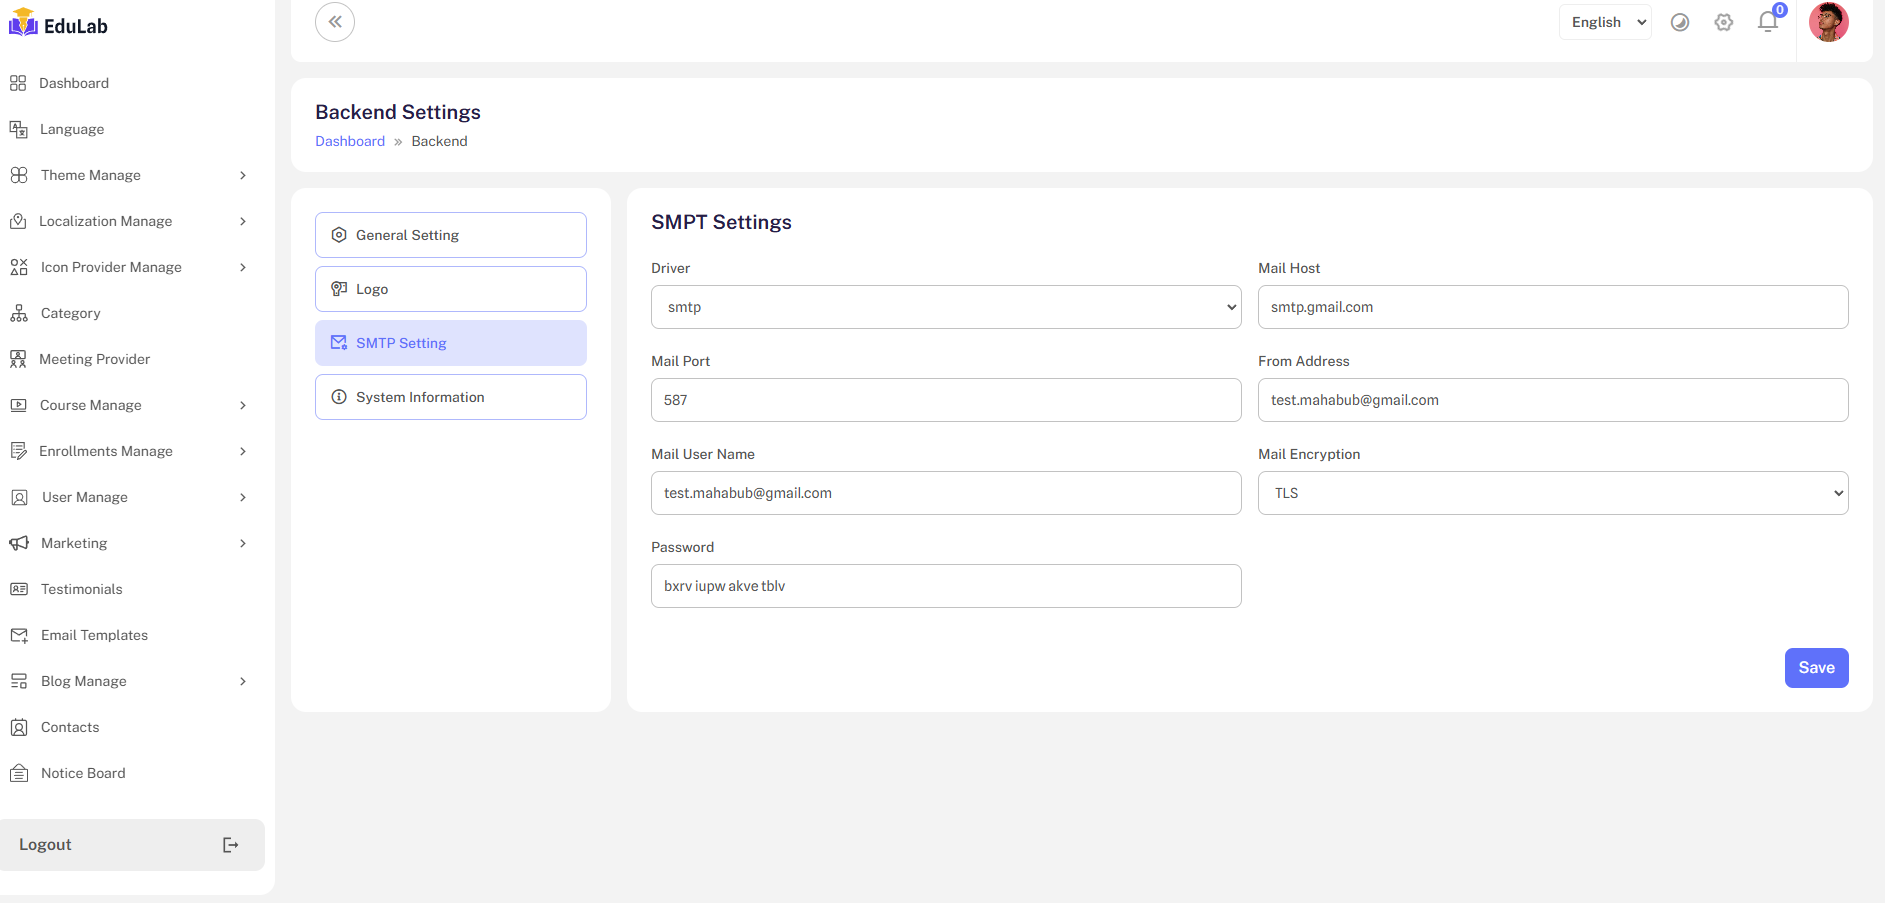 EduLab
Dashboard
Language
Theme Manage
Localization Manage
Icon Provider Manage
Category
Meeting Provider
Course Manage
Enrollments Manage
User Manage
Marketing
Testimonials
Email Templates
Blog Manage
Contacts
Notice Board
Logout
English
0
Backend Settings
Dashboard » Backend
General Setting
Logo
SMTP Setting
System Information
SMPT Settings
Driver
smtp
Mail Host
smtp.gmail.com
Mail Port
587
From Address
test.mahabub@gmail.com
Mail User Name
test.mahabub@gmail.com
Mail Encryption
TLS
Password
bxrv iupw akve tblv
Save